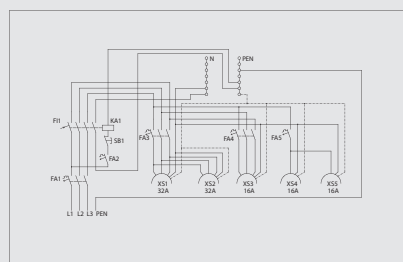 N PEN
FI1 KA1
SB1
FA2
FA1
FA3 FA4 FA5
XS1 XS2 XS3 XS4 XS5
32A 32A 16A 16A 16A
L1 L2 L3 PEN